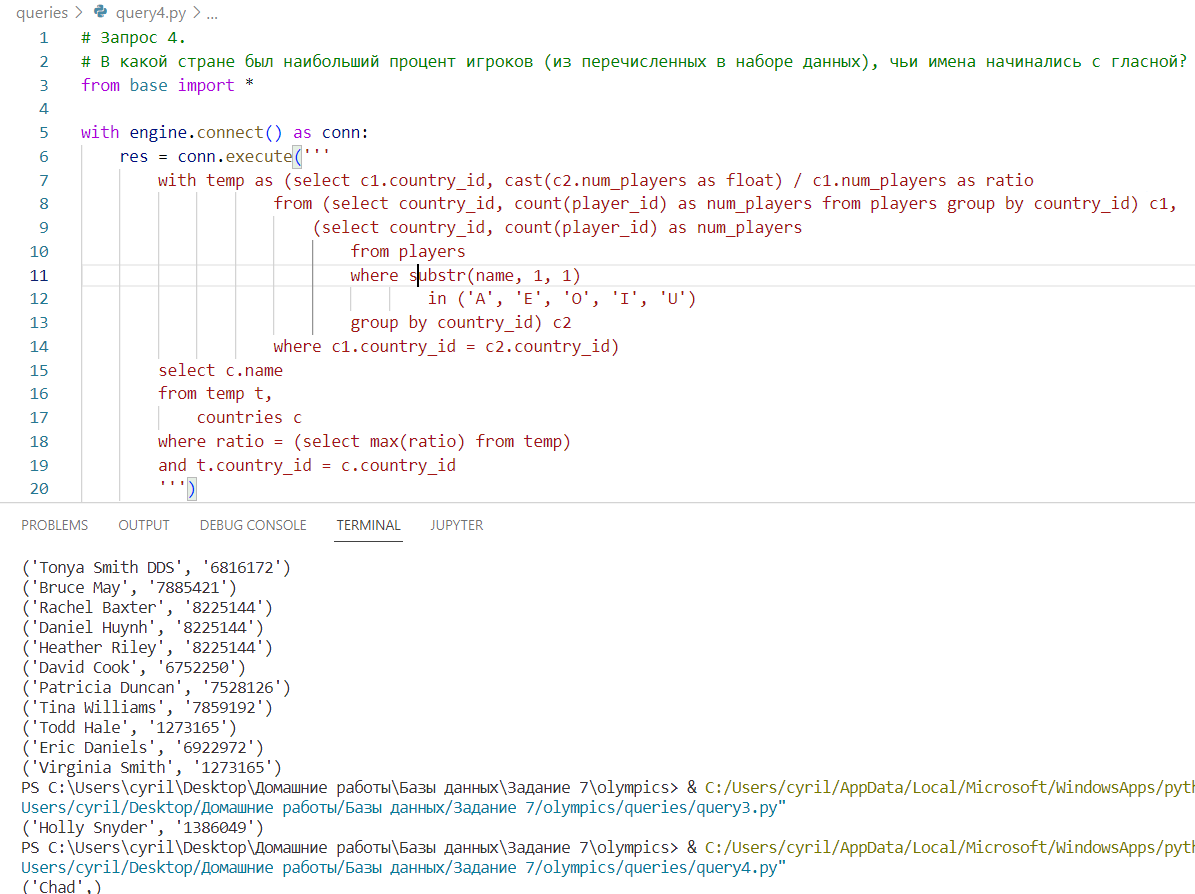 queries > query4.py > ...
1 # Запрос 4.
2 # В какой стране был наибольший процент игроков (из перечисленных в наборе данных), чьи имена начинались с гласной?
3 from base import *
4
5 with engine.connect() as conn:
6 res = conn.execute('''
7 with temp as (select c1.country_id, cast(c2.num_players as float) / c1.num_players as ratio
8 from (select country_id, count(player_id) as num_players from players group by country_id) c1,
9 (select country_id, count(player_id) as num_players
10 from players
11 where substr(name, 1, 1)
12 in ('A', 'E', 'O', 'I', 'U')
13 group by country_id) c2
14 where c1.country_id = c2.country_id)
15 select c.name
16 from temp t,
17 countries c
18 where ratio = (select max(ratio) from temp)
19 and t.country_id = c.country_id
20 ''')
PROBLEMS OUTPUT DEBUG CONSOLE TERMINAL JUPYTER
('Tonya Smith DDS', '6816172')
('Bruce May', '7885421')
('Rachel Baxter', '8225144')
('Daniel Huynh', '8225144')
('Heather Riley', '8225144')
('David Cook', '6752250')
('Patricia Duncan', '7528126')
('Tina Williams', '7859192')
('Todd Hale', '1273165')
('Eric Daniels', '6922972')
('Virginia Smith', '1273165')
PS C:\Users\cyril\Desktop\Домашние работы\Базы данных\Задание 7\olympics> & C:/Users/cyril/AppData/Local/Microsoft/WindowsApps/pyth
Users/cyril/Desktop/Домашние работы/Базы данных/Задание 7/olympics/queries/query3.py"
('Holly Snyder', '1386049')
PS C:\Users\cyril\Desktop\Домашние работы\Базы данных\Задание 7\olympics> & C:/Users/cyril/AppData/Local/Microsoft/WindowsApps/pyth
Users/cyril/Desktop/Домашние работы/Базы данных/Задание 7/olympics/queries/query4.py"
('Chad',)